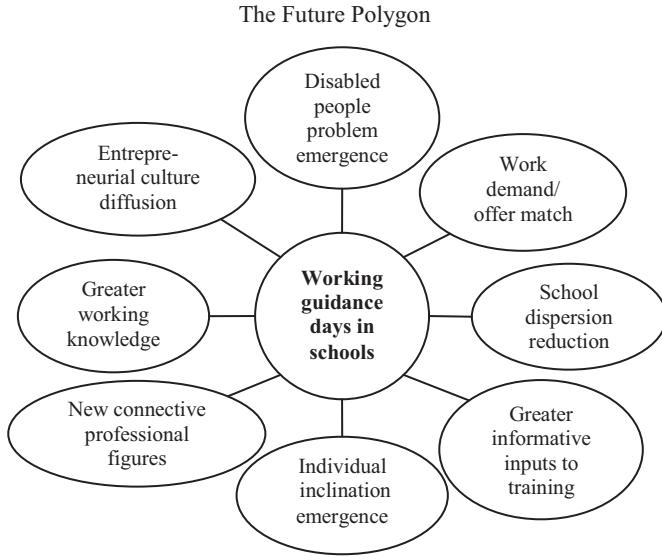 The Future Polygon
Disabled
people
problem
emergence
Entrepre-
neurial culture
diffusion
Work
demand/
offer match
Greater
working
knowledge
Working
guidance
days in
schools
School
dispersion
reduction
New connective
professional
figures
Individual
inclination
emergence
Greater
informative
inputs to
training